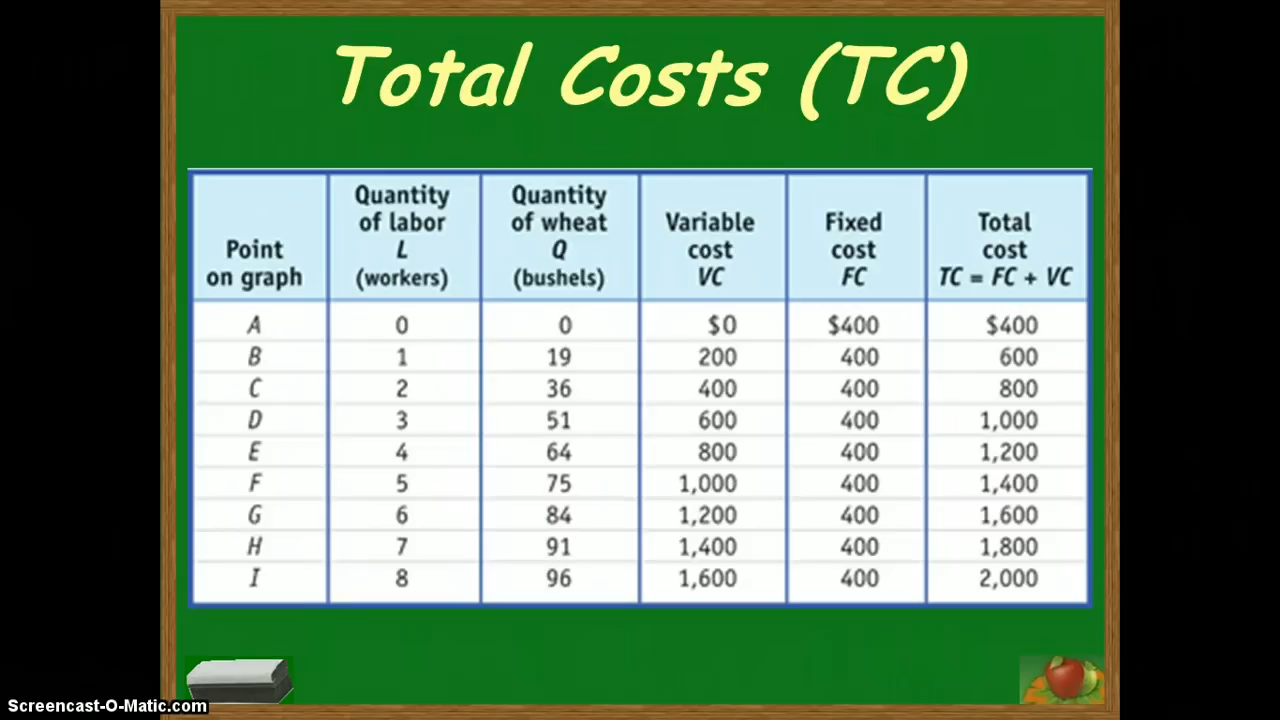 Total Costs (TC)
Point on graph | Quantity of labor L (workers) | Quantity of wheat Q (bushels) | Variable cost VC | Fixed cost FC | Total cost TC = FC + VC
A | 0 | 0 | $0 | $400 | $400
B | 1 | 19 | 200 | 400 | 600
C | 2 | 36 | 400 | 400 | 800
D | 3 | 51 | 600 | 400 | 1,000
E | 4 | 64 | 800 | 400 | 1,200
F | 5 | 75 | 1,000 | 400 | 1,400
G | 6 | 84 | 1,200 | 400 | 1,600
H | 7 | 91 | 1,400 | 400 | 1,800
I | 8 | 96 | 1,600 | 400 | 2,000
Screencast-O-Matic.com